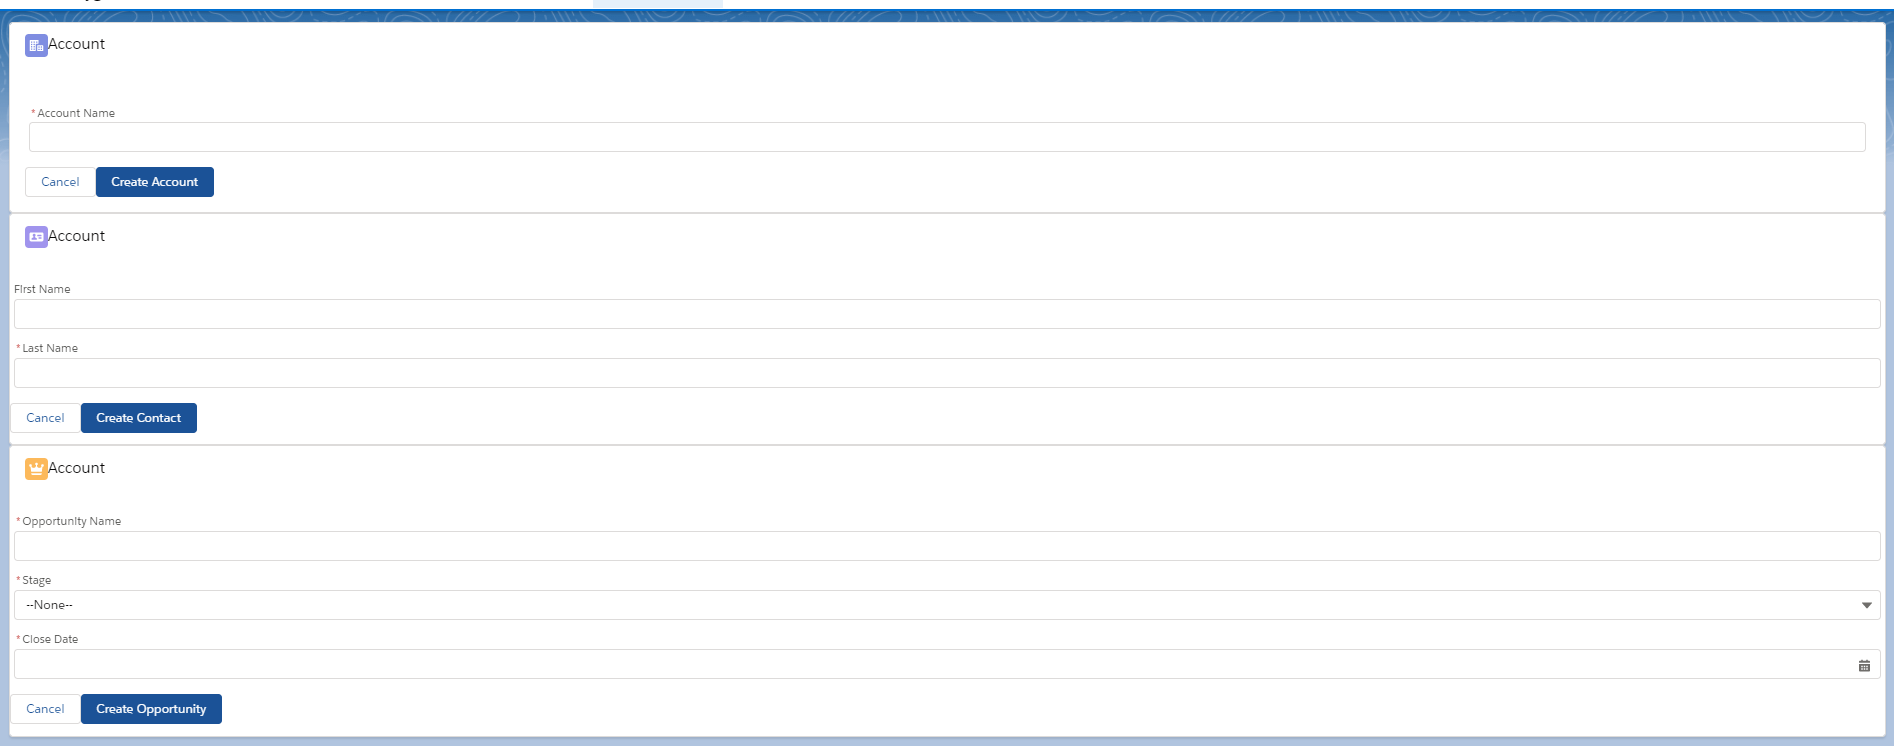 Account
*Account Name
Cancel Create Account
Account
First Name
*Last Name
Cancel Create Contact
Account
*Opportunity Name
*Stage
--None--
*Close Date
Cancel Create Opportunity